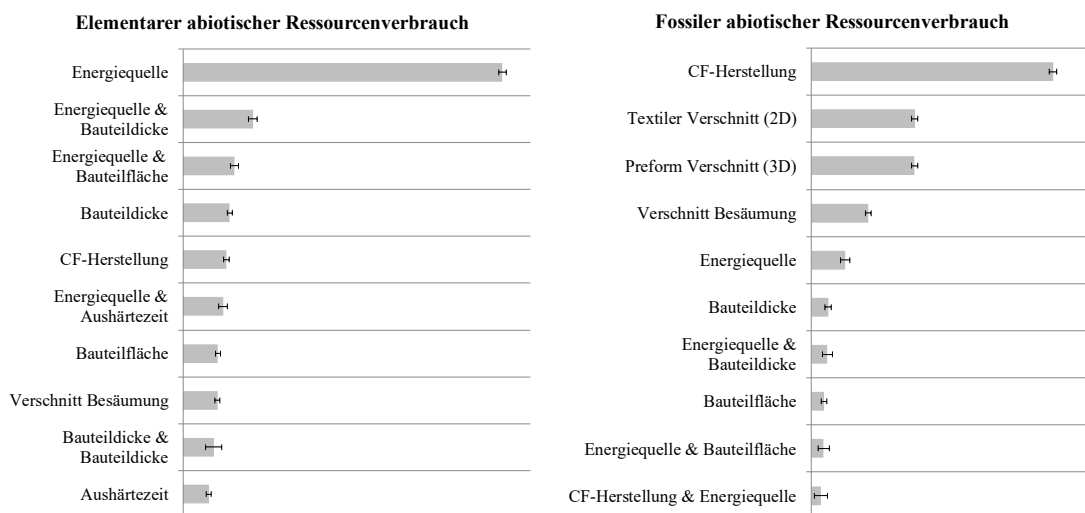 Elementarer abiotischer Ressourcenverbrauch
Energiequelle
Energiequelle &
Bauteildicke
Energiequelle &
Bauteilfläche
Bauteildicke
CF-Herstellung
Energiequelle &
Aushärtezeit
Bauteilfläche
Verschnitt Besäumung
Bauteildicke &
Bauteildicke
Aushärtezeit
Fossiler abiotischer Ressourcenverbrauch
CF-Herstellung
Textiler Verschnitt (2D)
Preform Verschnitt (3D)
Verschnitt Besäumung
Energiequelle
Bauteildicke
Energiequelle &
Bauteildicke
Bauteilfläche
Energiequelle & Bauteilfläche
CF-Herstellung & Energiequelle